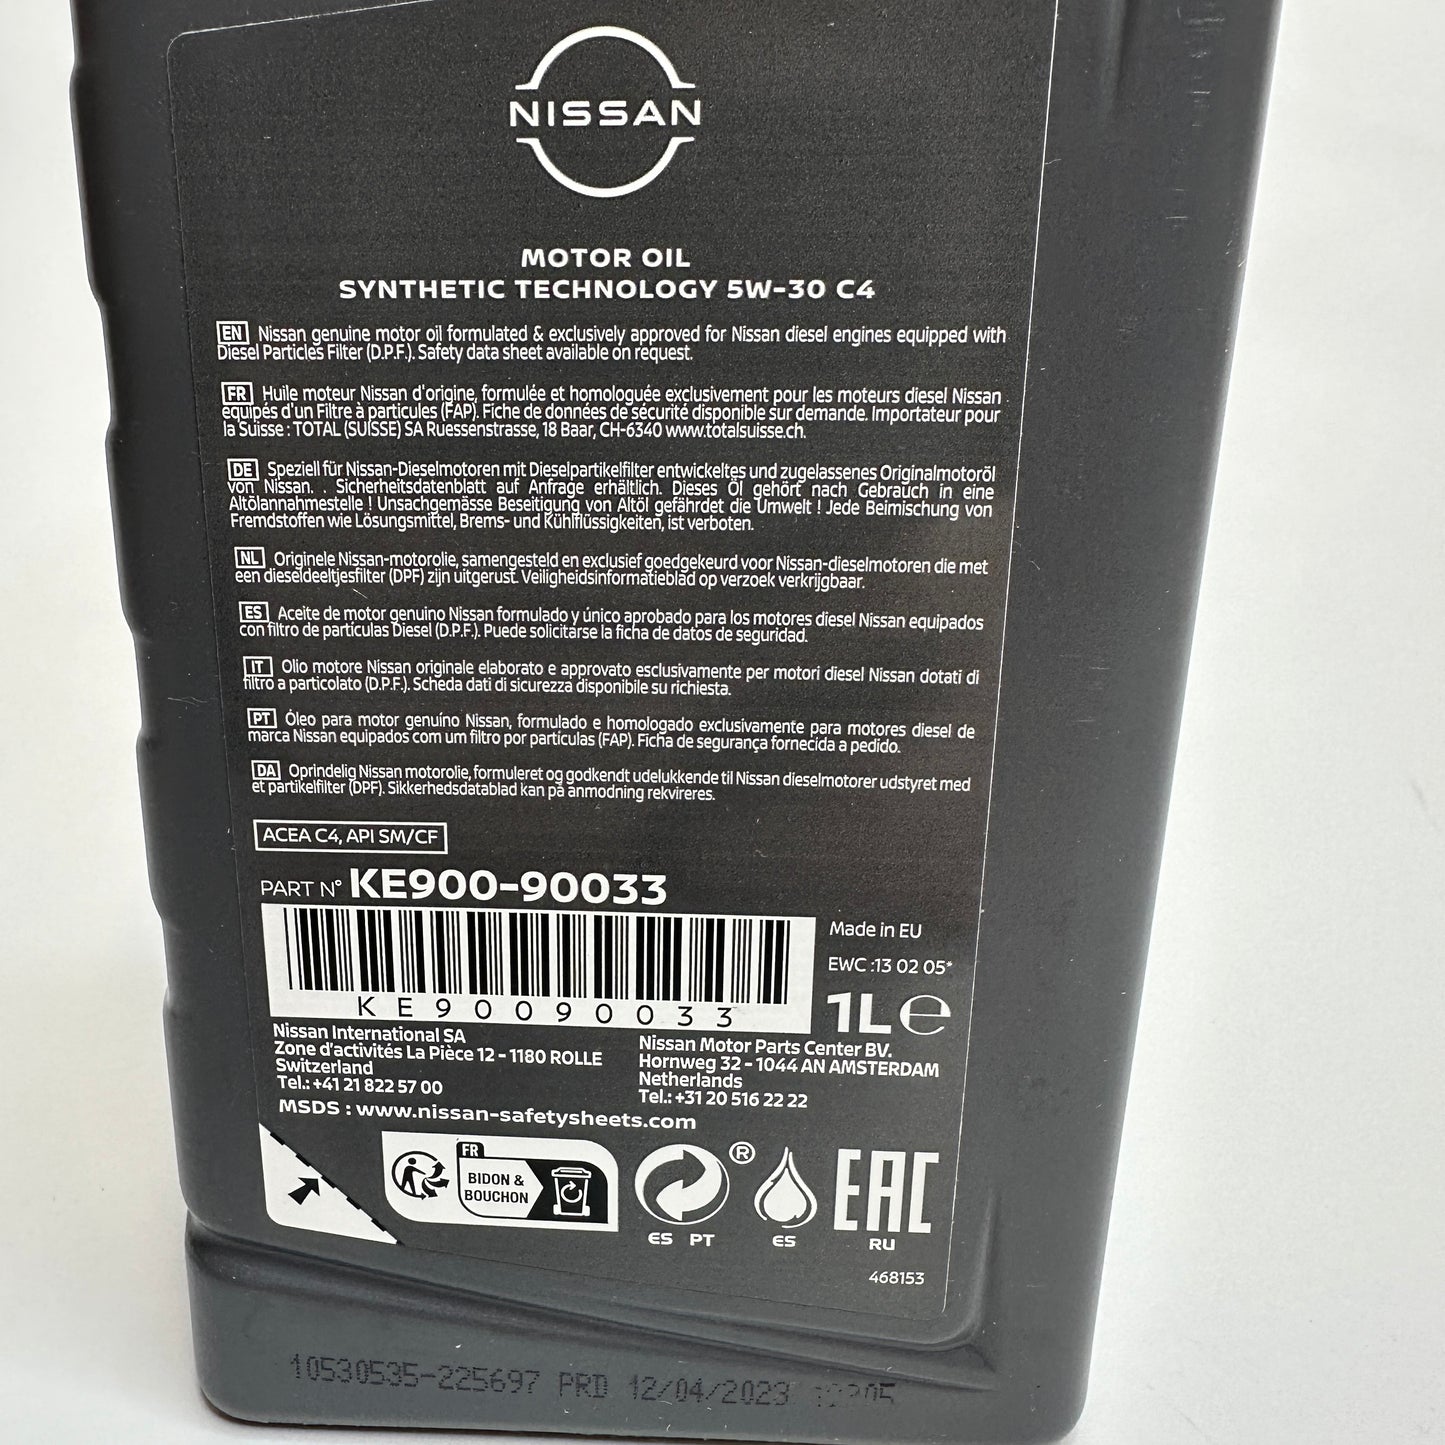 NISSAN
MOTOR OIL
SYNTHETIC TECHNOLOGY 5W-30 C4
EN Nissan genuine motor oil formulated & exclusively approved for Nissan diesel engines equipped with
Diesel Particles Filter (D.P.F.). Safety data sheet available on request.
FR Huile moteur Nissan d'origine, formulée et homologuée exclusivement pour les moteurs diesel Nissan
equipés d'un Filtre à particules (FAP). Fiche de données de sécurité disponible sur demande. Importateur pour
la Suisse : TOTAL (SUISSE) SA Ruessenstrasse, 18 Baar, CH-6340 www.totalsuisse.ch.
DE Speziell für Nissan-Dieselmotoren mit Dieselpartikelfilter entwickeltes und zugelassenes Originalmotoröl
von Nissan. . Sicherheitsdatenblatt auf Anfrage erhältlich. Dieses Öl gehört nach Gebrauch in eine
Altölannahmestelle ! Unsachgemässe Beseitigung von Altöl gefährdet die Umwelt ! Jede Beimischung von
Fremdstoffen wie Lösungsmittel, Brems- und Kühlflüssigkeiten, ist verboten.
NL Originele Nissan-motorolie, samengesteld en exclusief goedgekeurd voor Nissan-dieselmotoren die met
een dieseldeeltjesfilter (DPF) zijn uitgerust. Veiligheidsinformatieblad op verzoek verkrijgbaar.
ES Aceite de motor genuino Nissan formulado y único aprobado para los motores diesel Nissan equipados
con filtro de partículas Diesel (D.P.F.). Puede solicitarse la ficha de datos de seguridad.
IT Olio motore Nissan originale elaborato e approvato esclusivamente per motori diesel Nissan dotati di
filtro a particolato (D.P.F.). Scheda dati di sicurezza disponibile su richiesta.
PT Óleo para motor genuíno Nissan, formulado e homologado exclusivamente para motores diesel de
marca Nissan equipados com um filtro por partículas (FAP). Ficha de segurança fornecida a pedido.
DA Oprindelig Nissan motorolie, formuleret og godkendt udelukkende til Nissan dieselmotorer udstyret med
et partikelfilter (DPF). Sikkerhedsdatablad kan på anmodning rekvireres.
ACEA C4, API SM/CF
PART N° KE900-90033
KE90090033
Made in EU
EWC :13 02 05*
1L e
Nissan International SA
Zone d'activités La Pièce 12 - 1180 ROLLE
Switzerland
Tel.: +41 21 822 57 00
Nissan Motor Parts Center BV.
Hornweg 32 - 1044 AN AMSTERDAM
Netherlands
Tel.: +31 20 516 22 22
MSDS : www.nissan-safetysheets.com
FR
BIDON &
BOUCHON
®
ES PT
ES
EAC
RU
468153
10530535-225697 PRD 12/04/2023